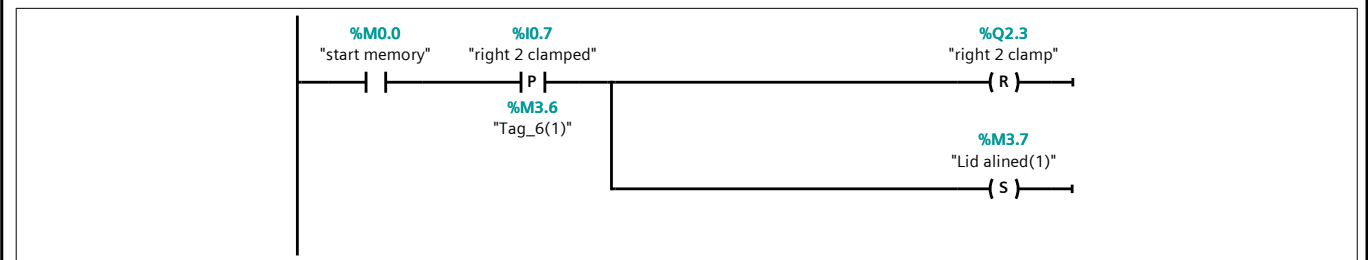 %M0.0 %I0.7 %Q2.3
"start memory" "right 2 clamped" "right 2 clamp"
P R
%M3.6
"Tag_6(1)"
%M3.7
"Lid alined(1)"
S